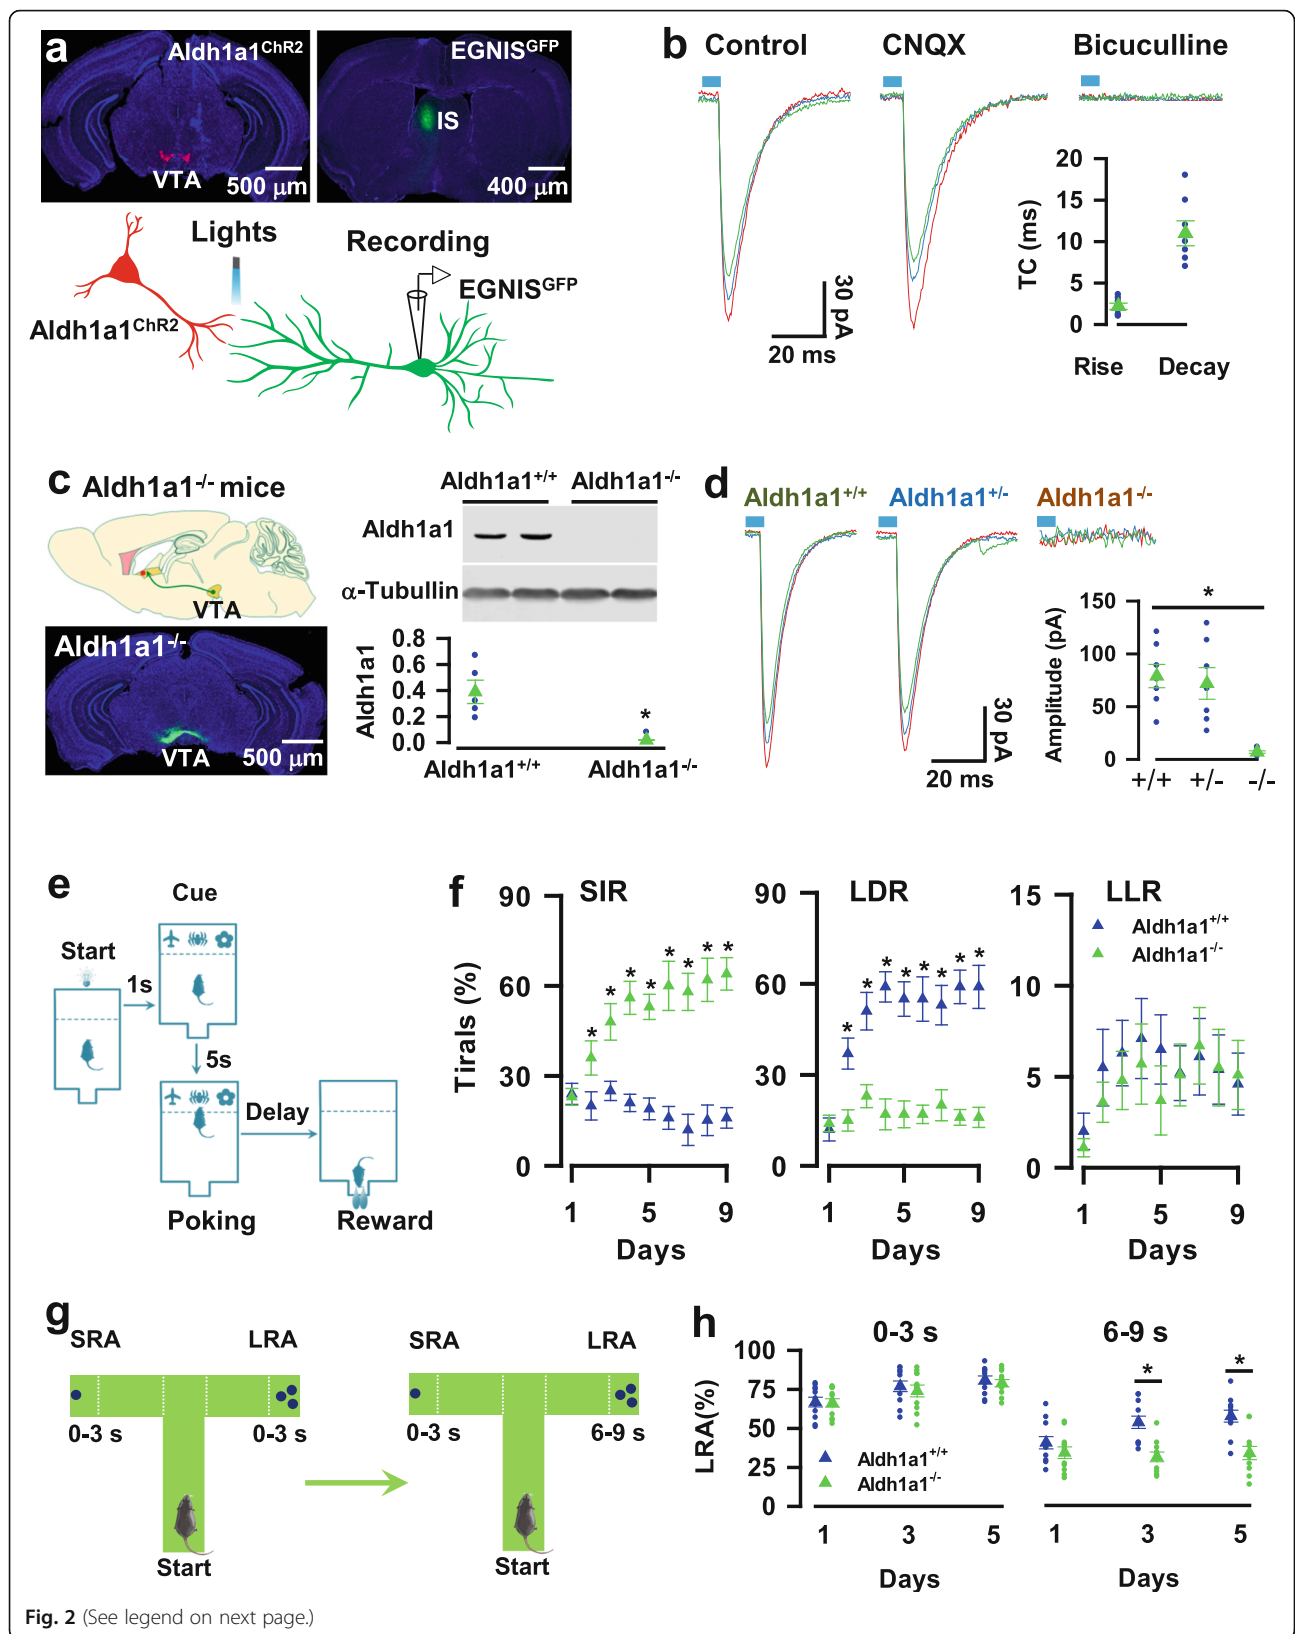 a
Aldh1a1ChR2
VTA
500 µm
EGNISGFP
IS
400 µm
Lights
Recording
EGNISGFP
Aldh1a1ChR2
b
Control
CNQX
Bicuculline
30 pA
20 ms
TC (ms)
20
15
10
5
0
Rise
Decay
c
Aldh1a1-/- mice
VTA
Aldh1a1-/-
VTA
500 µm
Aldh1a1+/+
Aldh1a1-/-
Aldh1a1
α-Tubullin
Aldh1a1
0.8
0.6
0.4
0.2
0.0
*
Aldh1a1+/+
Aldh1a1-/-
d
Aldh1a1+/+
Aldh1a1+/-
Aldh1a1-/-
30 pA
20 ms
Amplitude (pA)
150
100
50
0
*
+/+
+/-
-/-
e
Start
1s
Cue
5s
Poking
Delay
Reward
f
SIR
Tirals (%)
90
60
30
0
* * * * * * * *
1 5 9
Days
LDR
90
60
30
0
* * * * * * * *
1 5 9
Days
LLR
Aldh1a1+/+
Aldh1a1-/-
15
10
5
0
1 5 9
Days
g
SRA
LRA
0-3 s
0-3 s
Start
SRA
LRA
0-3 s
6-9 s
Start
h
0-3 s
6-9 s
LRA(%)
100
75
50
25
0
Aldh1a1+/+
Aldh1a1-/-
* *
1 3 5
Days
1 3 5
Days
Fig. 2 (See legend on next page.)